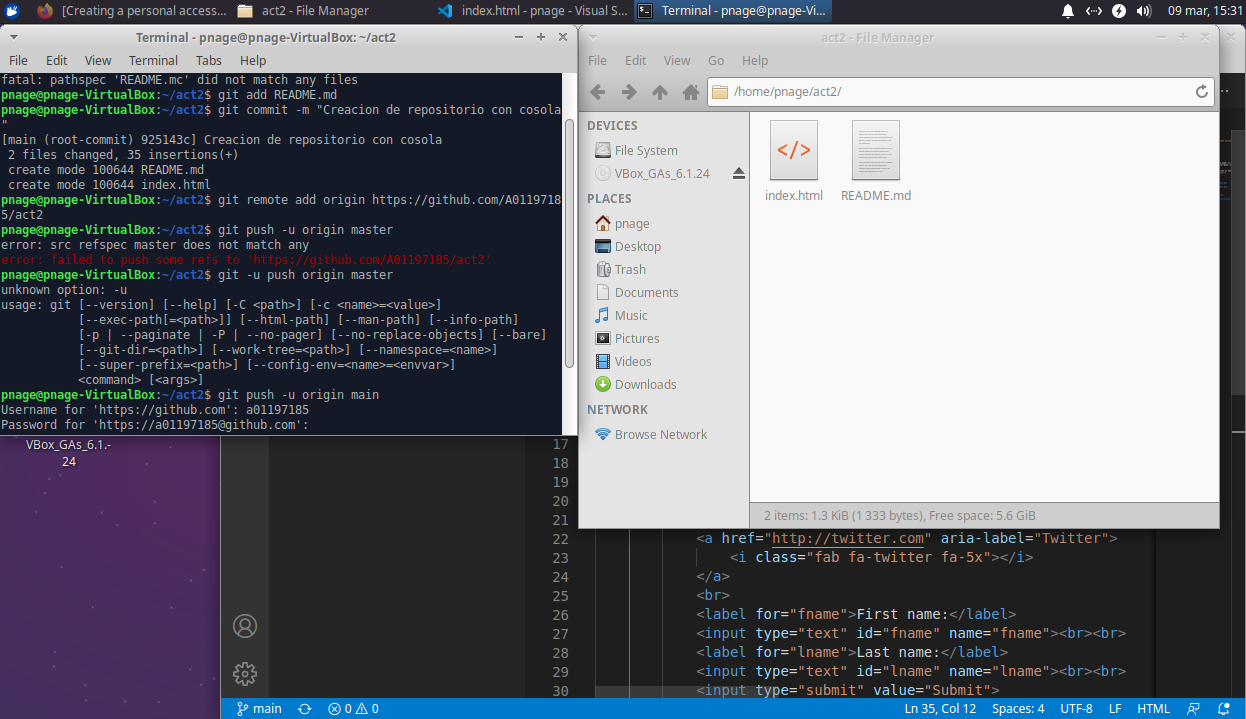 [Creating a personal access...
act2 - File Manager
index.html - pnage - Visual S...
Terminal - pnage@pnage-Vi...
09 mar, 15:31
Terminal - pnage@pnage-VirtualBox: ~/act2
File Edit View Terminal Tabs Help
fatal: pathspec 'README.mc' did not match any files
pnage@pnage-VirtualBox:~/act2$ git add README.md
pnage@pnage-VirtualBox:~/act2$ git commit -m "Creacion de repositorio con cosola
"
[main (root-commit) 925143c] Creacion de repositorio con cosola
2 files changed, 35 insertions(+)
create mode 100644 README.md
create mode 100644 index.html
pnage@pnage-VirtualBox:~/act2$ git remote add origin https://github.com/A0119718
5/act2
pnage@pnage-VirtualBox:~/act2$ git push -u origin master
error: src refspec master does not match any
error: failed to push some refs to 'https://github.com/A01197185/act2'
pnage@pnage-VirtualBox:~/act2$ git -u push origin master
unknown option: -u
usage: git [--version] [--help] [-C <path>] [-c <name>=<value>]
[--exec-path[=<path>]] [--html-path] [--man-path] [--info-path]
[-p | --paginate | -P | --no-pager] [--no-replace-objects] [--bare]
[--git-dir=<path>] [--work-tree=<path>] [--namespace=<name>]
[--super-prefix=<path>] [--config-env=<name>=<envvar>]
<command> [<args>]
pnage@pnage-VirtualBox:~/act2$ git push -u origin main
Username for 'https://github.com': a01197185
Password for 'https://a01197185@github.com':
act2 - File Manager
File Edit View Go Help
/home/pnage/act2/
DEVICES
File System
VBox_GAs_6.1.24
PLACES
pnage
Desktop
Trash
Documents
Music
Pictures
Videos
Downloads
NETWORK
Browse Network
index.html
README.md
2 items: 1.3 KiB (1 333 bytes), Free space: 5.6 GiB
VBox_GAs_6.1.-
24
17
18
19
20
21
22 <a href="http://twitter.com" aria-label="Twitter">
23 <i class="fab fa-twitter fa-5x"></i>
24 </a>
25 <br>
26 <label for="fname">First name:</label>
27 <input type="text" id="fname" name="fname"><br><br>
28 <label for="lname">Last name:</label>
29 <input type="text" id="lname" name="lname"><br><br>
30 <input type="submit" value="Submit">
main
0
0
Ln 35, Col 12
Spaces: 4
UTF-8
LF
HTML